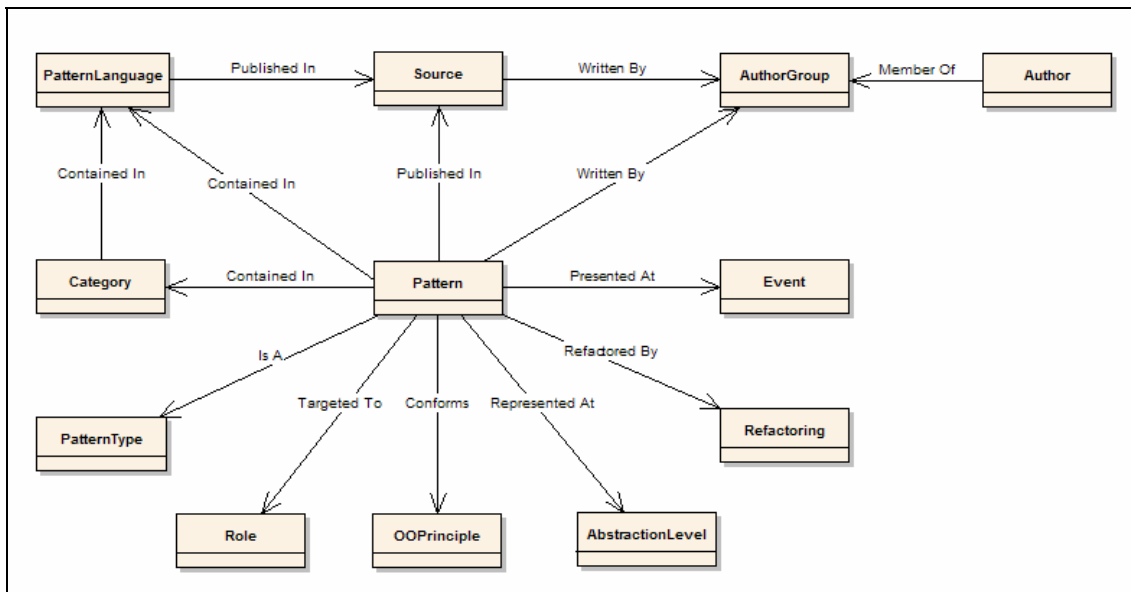 PatternLanguage
Published In
Source
Written By
AuthorGroup
Member Of
Author
Contained In
Contained In
Published In
Written By
Category
Contained In
Pattern
Presented At
Event
Is A
Targeted To
Conforms
Represented At
Refactored By
PatternType
Refactoring
Role
OOPrinciple
AbstractionLevel